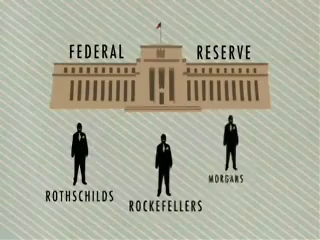 FEDERAL RESERVE
ROTHSCHILDS
ROCKEFELLERS
MORGANS